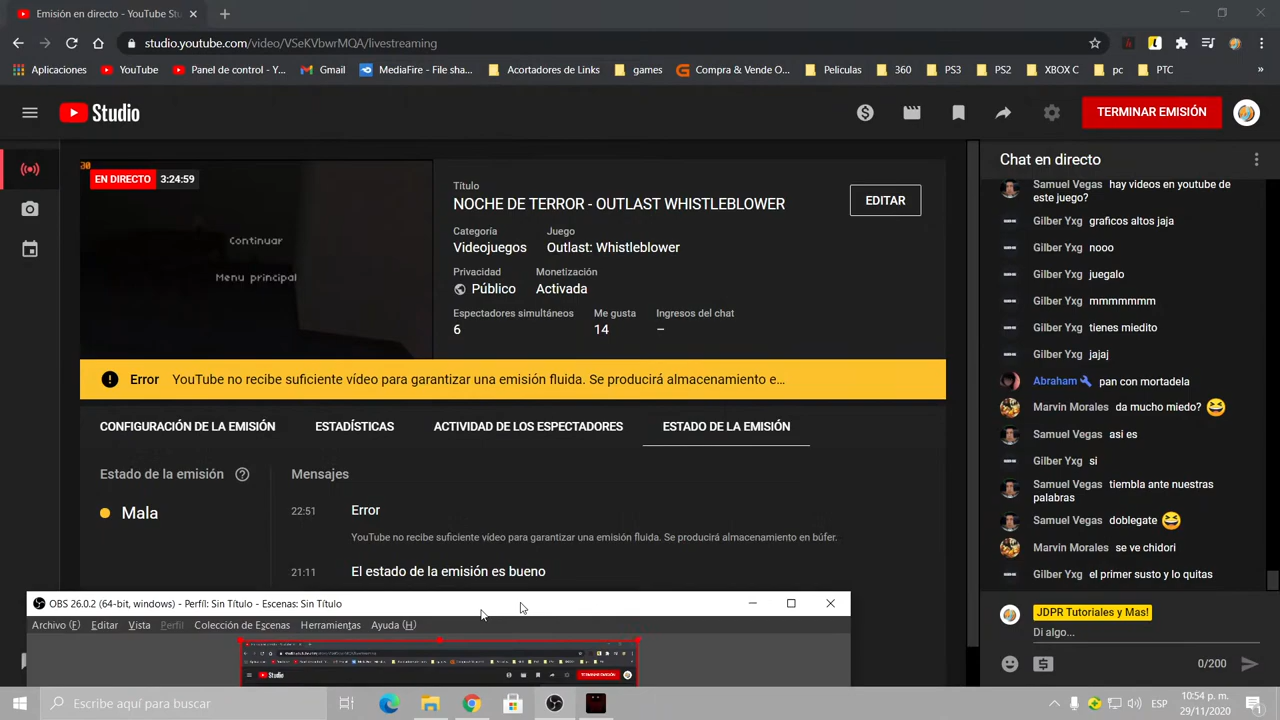 Emisión en directo - YouTube Stu
studio.youtube.com/video/VSeKVbwrMQA/livestreaming
Aplicaciones YouTube Panel de control - Y... Gmail MediaFire - File sha... Acortadores de Links games Compra & Vende O... Peliculas 360 PS3 PS2 XBOX C pc PTC »
Studio
TERMINAR EMISIÓN
EN DIRECTO 3:24:59
Continuar
Menu principal
Título
NOCHE DE TERROR - OUTLAST WHISTLEBLOWER
EDITAR
Categoría Juego
Videojuegos Outlast: Whistleblower
Privacidad Monetización
Público Activada
Espectadores simultáneos Me gusta Ingresos del chat
6 14 –
Error YouTube no recibe suficiente vídeo para garantizar una emisión fluida. Se producirá almacenamiento e...
CONFIGURACIÓN DE LA EMISIÓN ESTADÍSTICAS ACTIVIDAD DE LOS ESPECTADORES ESTADO DE LA EMISIÓN
Estado de la emisión
Mala
Mensajes
22:51 Error
YouTube no recibe suficiente vídeo para garantizar una emisión fluida. Se producirá almacenamiento en búfer.
21:11 El estado de la emisión es bueno
Chat en directo
Samuel Vegas hay videos en youtube de
este juego?
Gilber Yxg graficos altos jaja
Gilber Yxg nooo
Gilber Yxg juegalo
Gilber Yxg mmmmmmm
Gilber Yxg tienes miedito
Gilber Yxg jajaj
Abraham pan con mortadela
Marvin Morales da mucho miedo? 😆
Samuel Vegas asi es
Gilber Yxg si
Samuel Vegas tiembla ante nuestras
palabras
Samuel Vegas doblegate 😆
Marvin Morales se ve chidori
Gilber Yxg el primer susto y lo quitas
JDPR Tutoriales y Mas!
Di algo...
0/200
OBS 26.0.2 (64-bit, windows) - Perfil: Sin Título - Escenas: Sin Título
Archivo (F) Editar Vista Perfil Colección de Escenas Herramientas Ayuda (H)
Studio
Escribe aquí para buscar
ESP
10:54 p. m.
29/11/2020
1